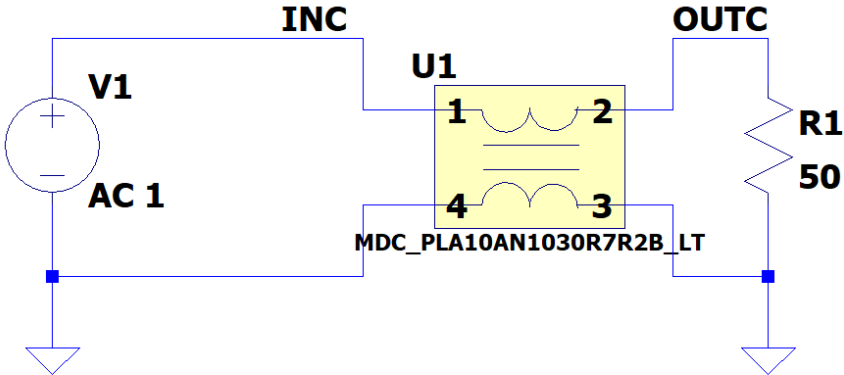 INC
OUTC
U1
V1
1
2
R1
50
AC 1
4
3
MDC_PLA10AN1030R7R2B_LT